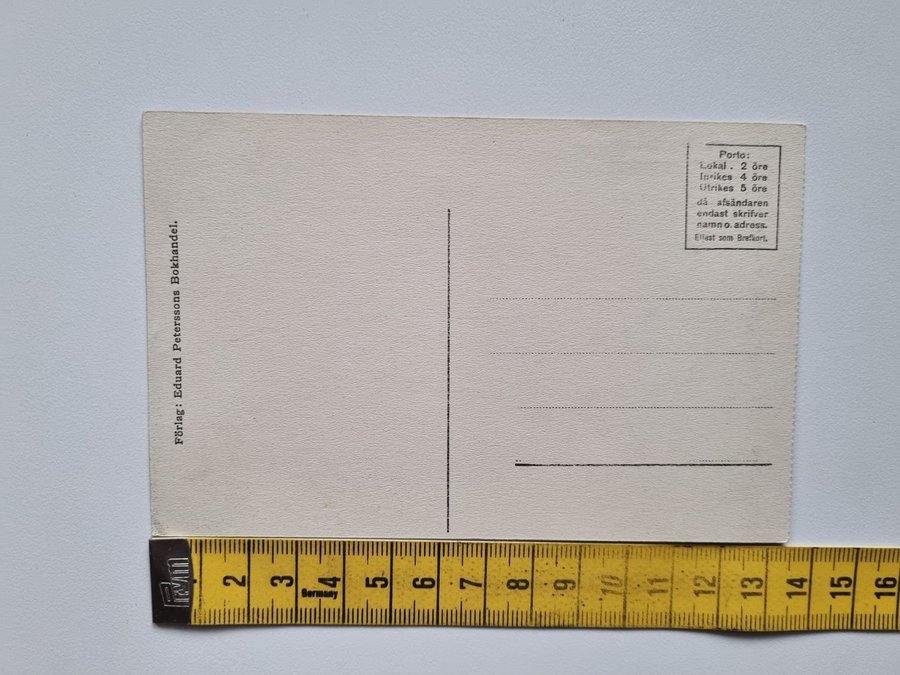 Porto:
Lokal . 2 öre
Inrikes 4 öre
Utrikes 5 öre
då afsändaren
endast skrifver
namn o. adress.
Eljest som Brefkort.
Förlag: Eduard Peterssons Bokhandel.
2 3 4 5 6 7 8 9 10 11 12 13 14 15 16
Germany